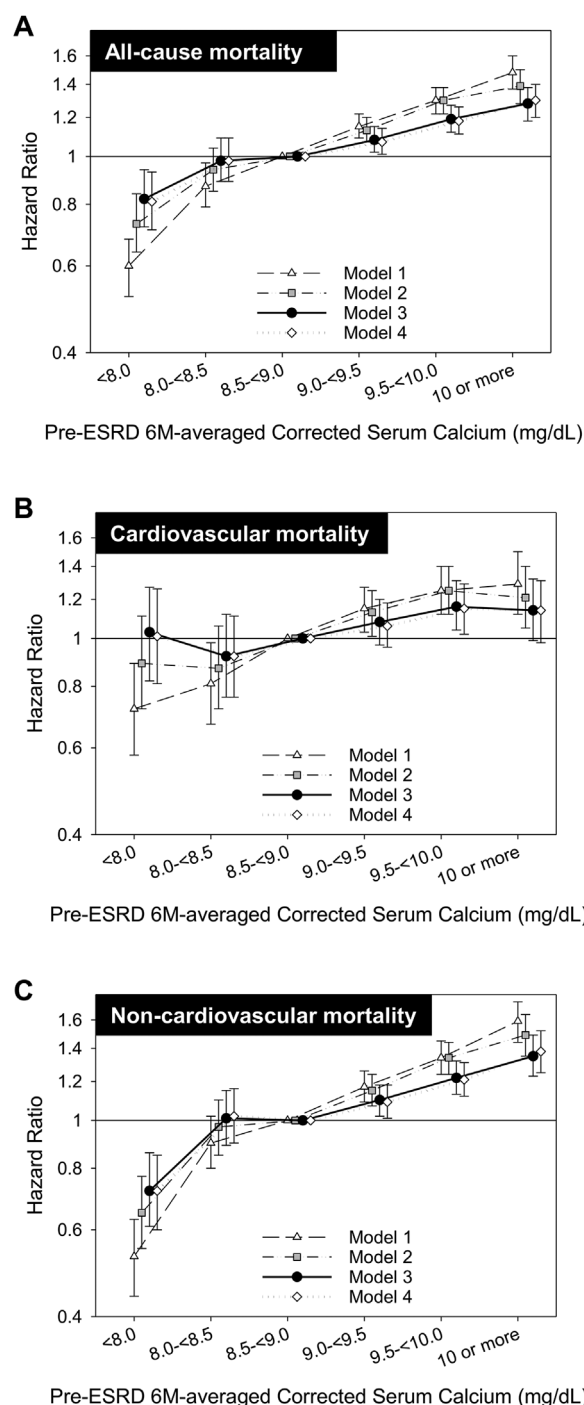 A
All-cause mortality
1.6
1.4
1.2
1
0.8
0.6
0.4
Hazard Ratio
Model 1
Model 2
Model 3
Model 4
<8.0
8.0-<8.5
8.5-<9.0
9.0-<9.5
9.5-<10.0
10 or more
Pre-ESRD 6M-averaged Corrected Serum Calcium (mg/dL)
B
Cardiovascular mortality
1.6
1.4
1.2
1
0.8
0.6
0.4
Hazard Ratio
Model 1
Model 2
Model 3
Model 4
<8.0
8.0-<8.5
8.5-<9.0
9.0-<9.5
9.5-<10.0
10 or more
Pre-ESRD 6M-averaged Corrected Serum Calcium (mg/dL)
C
Non-cardiovascular mortality
1.6
1.4
1.2
1
0.8
0.6
0.4
Hazard Ratio
Model 1
Model 2
Model 3
Model 4
<8.0
8.0-<8.5
8.5-<9.0
9.0-<9.5
9.5-<10.0
10 or more
Pre-ESRD 6M-averaged Corrected Serum Calcium (mg/dL)